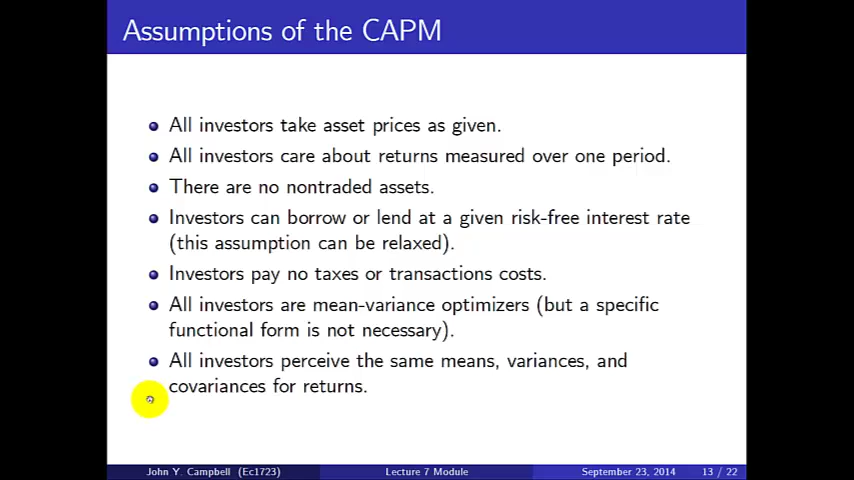 Assumptions of the CAPM
All investors take asset prices as given.
All investors care about returns measured over one period.
There are no nontraded assets.
Investors can borrow or lend at a given risk-free interest rate
(this assumption can be relaxed).
Investors pay no taxes or transactions costs.
All investors are mean-variance optimizers (but a specific
functional form is not necessary).
All investors perceive the same means, variances, and
covariances for returns.
John Y. Campbell (Ec1723) Lecture 7 Module September 23, 2014 13 / 22